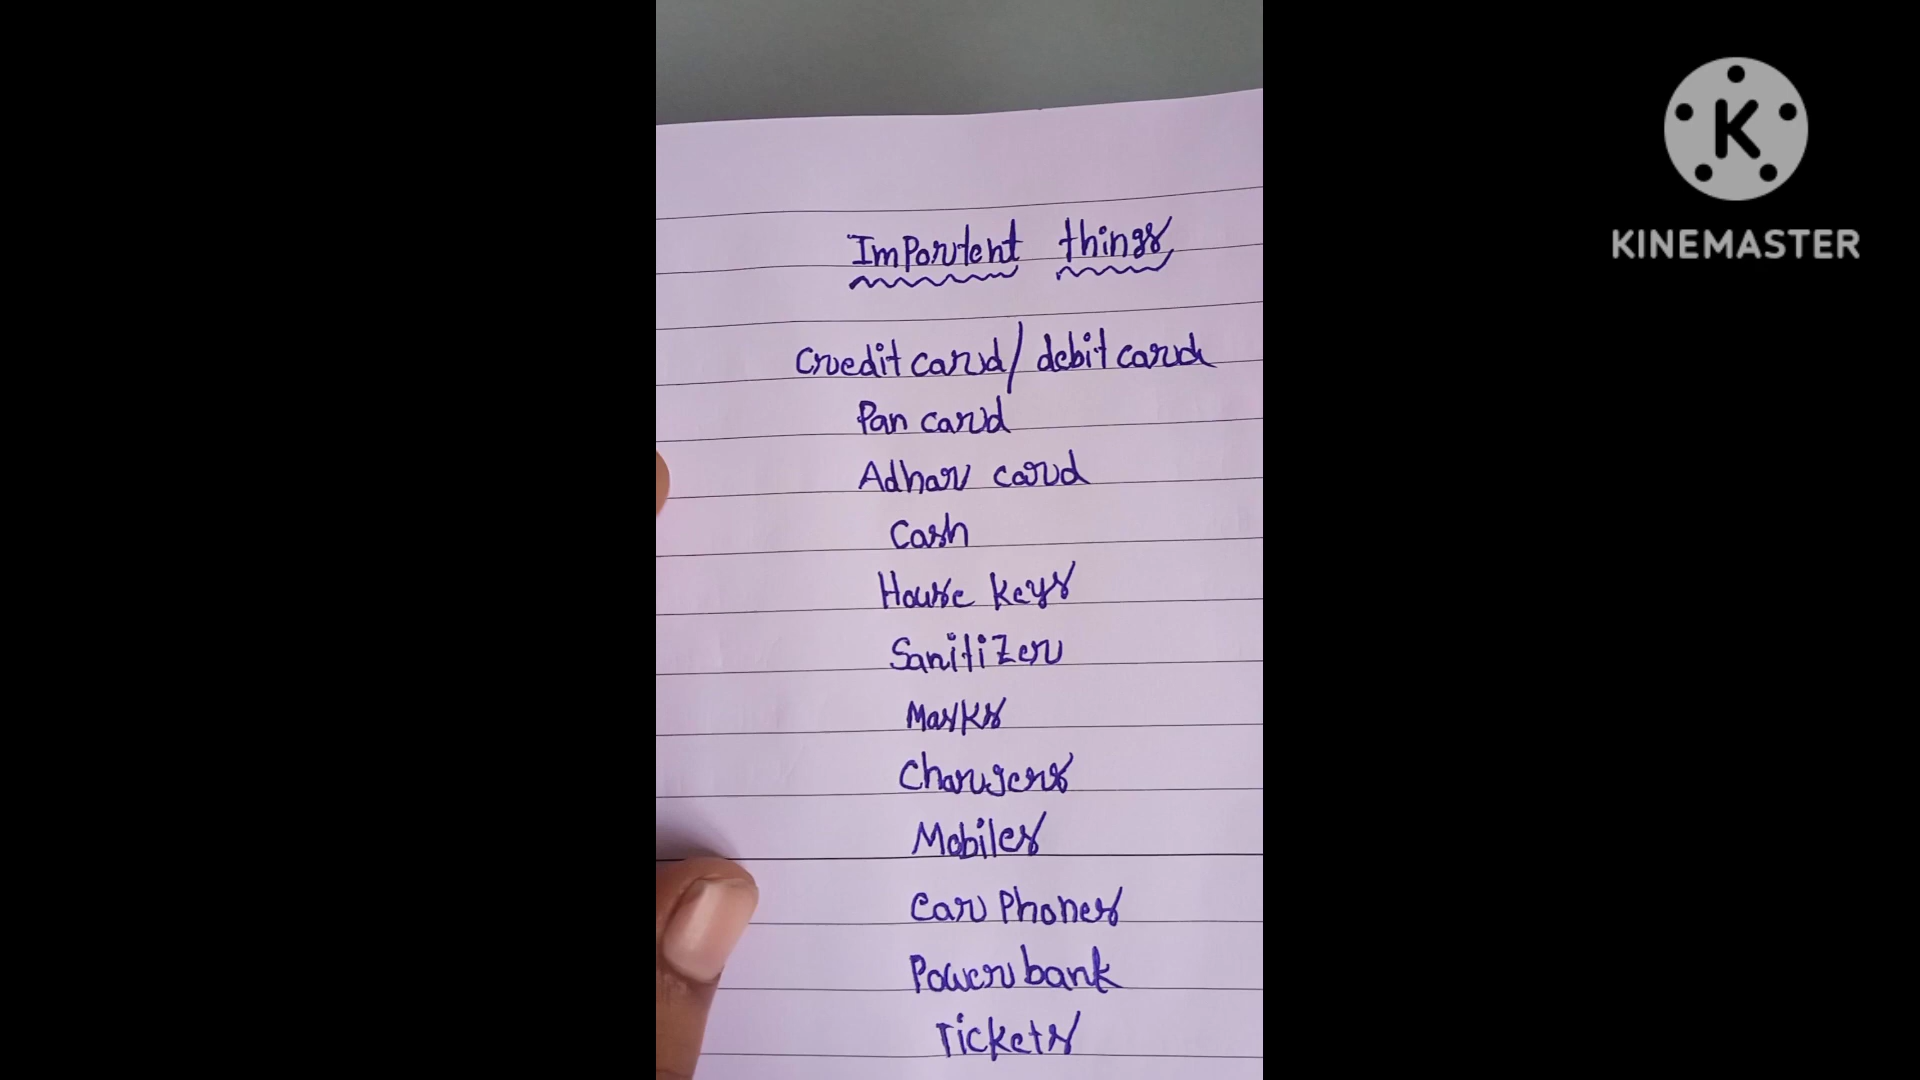 Importent things
Credit card/debit card
Pan card
Adhar card
Cash
House keys
Sanitizer
Masks
Chargers
Mobiles
Ear Phones
Power bank
Tickets
KINEMASTER